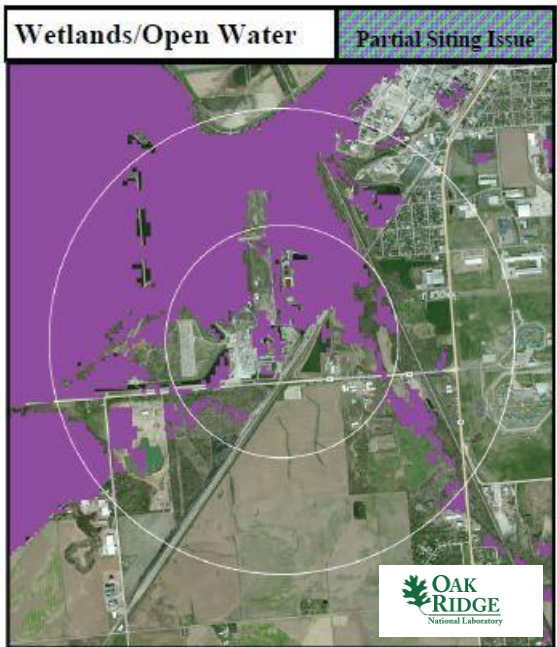 Wetlands/Open Water
Partial Siting Issue
OAK
RIDGE
National Laboratory